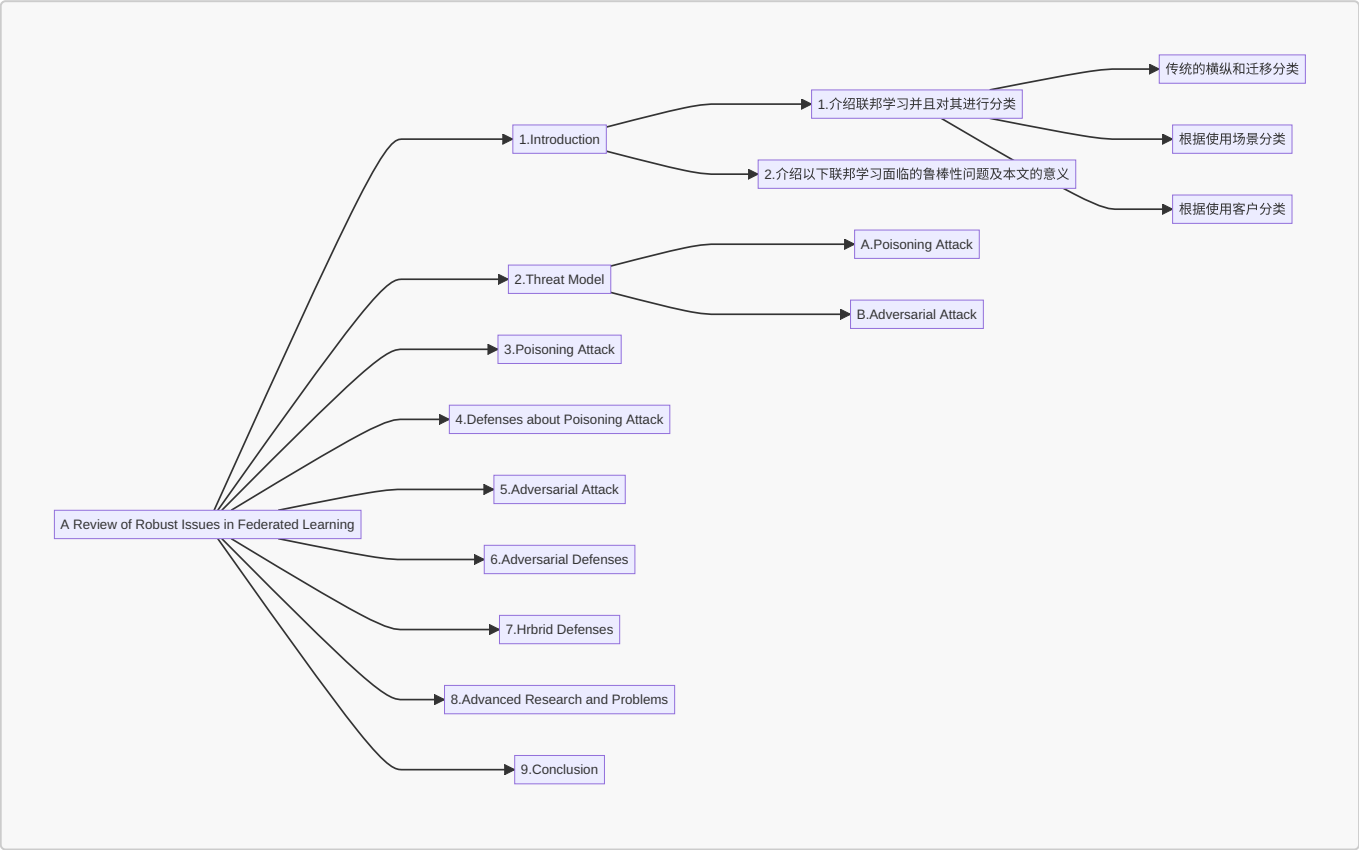 传统的横纵和迁移分类
1.介绍联邦学习并且对其进行分类
1.Introduction
根据使用场景分类
2.介绍以下联邦学习面临的鲁棒性问题及本文的意义
根据使用客户分类
A.Poisoning Attack
2.Threat Model
B.Adversarial Attack
3.Poisoning Attack
4.Defenses about Poisoning Attack
5.Adversarial Attack
A Review of Robust Issues in Federated Learning
6.Adversarial Defenses
7.Hrbrid Defenses
8.Advanced Research and Problems
9.Conclusion